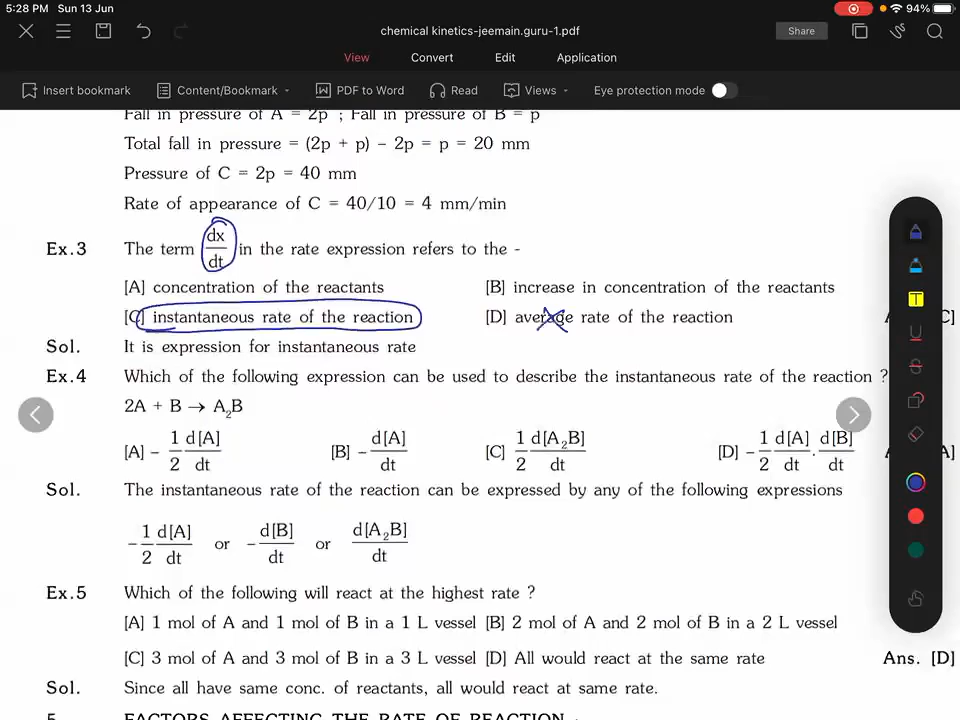 5:28 PM Sun 13 Jun 94%
chemical kinetics-jeemain.guru-1.pdf Share
View Convert Edit Application
Insert bookmark Content/Bookmark PDF to Word Read Views Eye protection mode
Fall in pressure of A = 2p ; Fall in pressure of B = p
Total fall in pressure = (2p + p) – 2p = p = 20 mm
Pressure of C = 2p = 40 mm
Rate of appearance of C = 40/10 = 4 mm/min
Ex.3 The term dx/dt in the rate expression refers to the -
[A] concentration of the reactants [B] increase in concentration of the reactants
[C] instantaneous rate of the reaction [D] average rate of the reaction C]
Sol. It is expression for instantaneous rate
Ex.4 Which of the following expression can be used to describe the instantaneous rate of the reaction ?
2A + B → A₂B
[A] – 1/2 d[A]/dt [B] – d[A]/dt [C] 1/2 d[A₂B]/dt [D] – 1/2 d[A]/dt . d[B]/dt A]
Sol. The instantaneous rate of the reaction can be expressed by any of the following expressions
– 1/2 d[A]/dt or – d[B]/dt or d[A₂B]/dt
Ex.5 Which of the following will react at the highest rate ?
[A] 1 mol of A and 1 mol of B in a 1 L vessel [B] 2 mol of A and 2 mol of B in a 2 L vessel
[C] 3 mol of A and 3 mol of B in a 3 L vessel [D] All would react at the same rate Ans. [D]
Sol. Since all have same conc. of reactants, all would react at same rate.
5. FACTORS AFFECTING THE RATE OF REACTION :